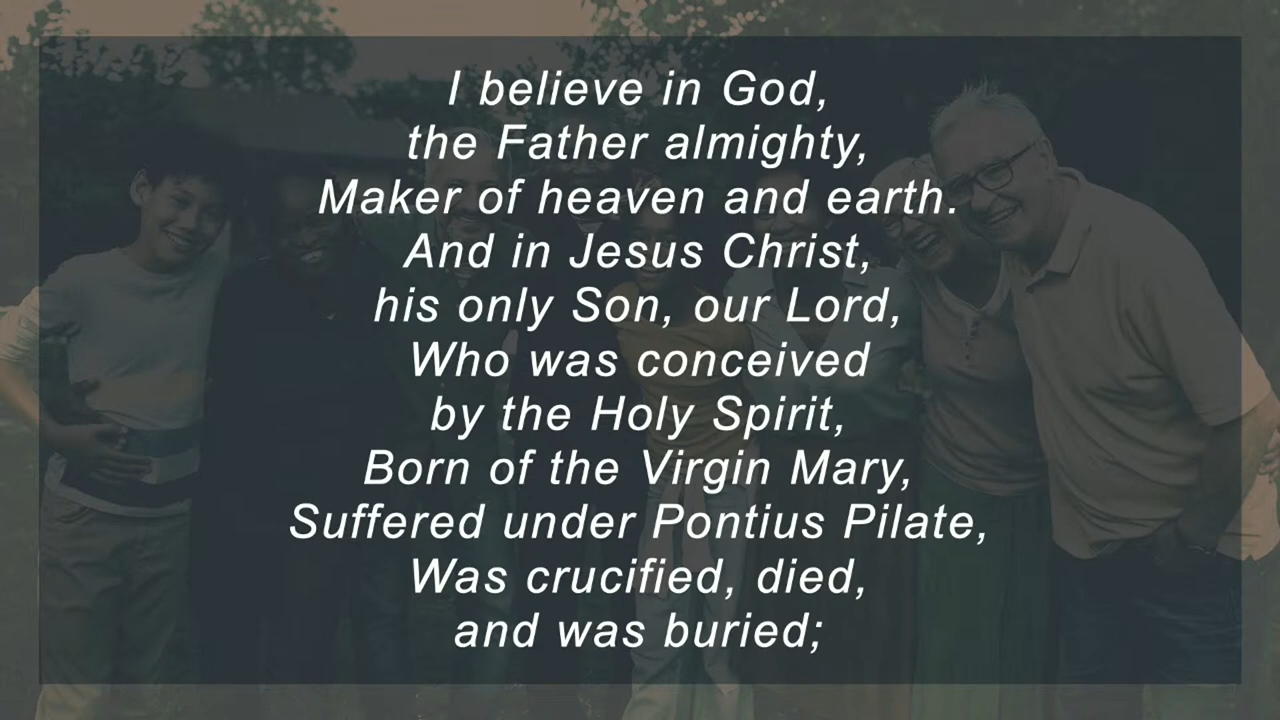 I believe in God,
the Father almighty,
Maker of heaven and earth.
And in Jesus Christ,
his only Son, our Lord,
Who was conceived
by the Holy Spirit,
Born of the Virgin Mary,
Suffered under Pontius Pilate,
Was crucified, died,
and was buried;